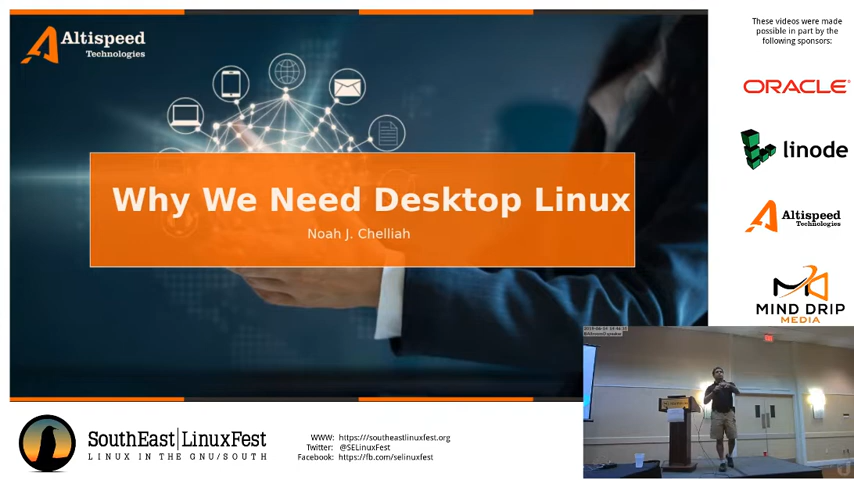 Altispeed
Technologies
Why We Need Desktop Linux
Noah J. Chelliah
These videos were made
possible in part by the
following sponsors:
ORACLE
linode
Altispeed
Technologies
MIND DRIP
MEDIA
SouthEast|LinuxFest
LINUX IN THE GNU/SOUTH
WWW: https://southeastlinuxfest.org
Twitter: @SELinuxFest
Facebook: https://fb.com/selinuxfest